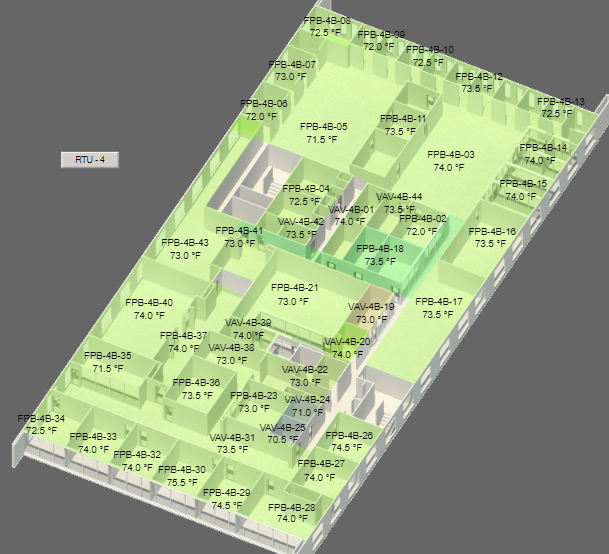 FPB-4B-08
72.5 °F
FPB-4B-09
72.0 °F
FPB-4B-10
72.5 °F
FPB-4B-07
73.0 °F
FPB-4B-12
73.5 °F
FPB-4B-13
72.5 °F
FPB-4B-06
72.0 °F
FPB-4B-05
71.5 °F
FPB-4B-11
73.5 °F
FPB-4B-03
74.0 °F
FPB-4B-14
74.0 °F
RTU - 4
FPB-4B-15
74.0 °F
FPB-4B-04
72.5 °F
VAV-4B-44
73.5 °F
VAV-4B-01
74.0 °F
FPB-4B-02
72.0 °F
VAV-4B-42
73.5 °F
FPB-4B-41
73.0 °F
FPB-4B-16
73.5 °F
FPB-4B-43
73.0 °F
FPB-4B-18
73.5 °F
FPB-4B-21
73.0 °F
FPB-4B-40
74.0 °F
VAV-4B-19
73.0 °F
FPB-4B-17
73.5 °F
VAV-4B-39
74.0 °F
FPB-4B-37
74.0 °F
VAV-4B-20
74.0 °F
VAV-4B-38
73.0 °F
FPB-4B-35
71.5 °F
VAV-4B-22
73.0 °F
FPB-4B-36
73.5 °F
FPB-4B-23
73.0 °F
VAV-4B-24
71.0 °F
FPB-4B-34
72.5 °F
VAV-4B-25
70.5 °F
FPB-4B-33
74.0 °F
VAV-4B-31
73.5 °F
FPB-4B-26
74.5 °F
FPB-4B-32
74.0 °F
FPB-4B-30
75.5 °F
FPB-4B-27
74.0 °F
FPB-4B-29
74.5 °F
FPB-4B-28
74.0 °F